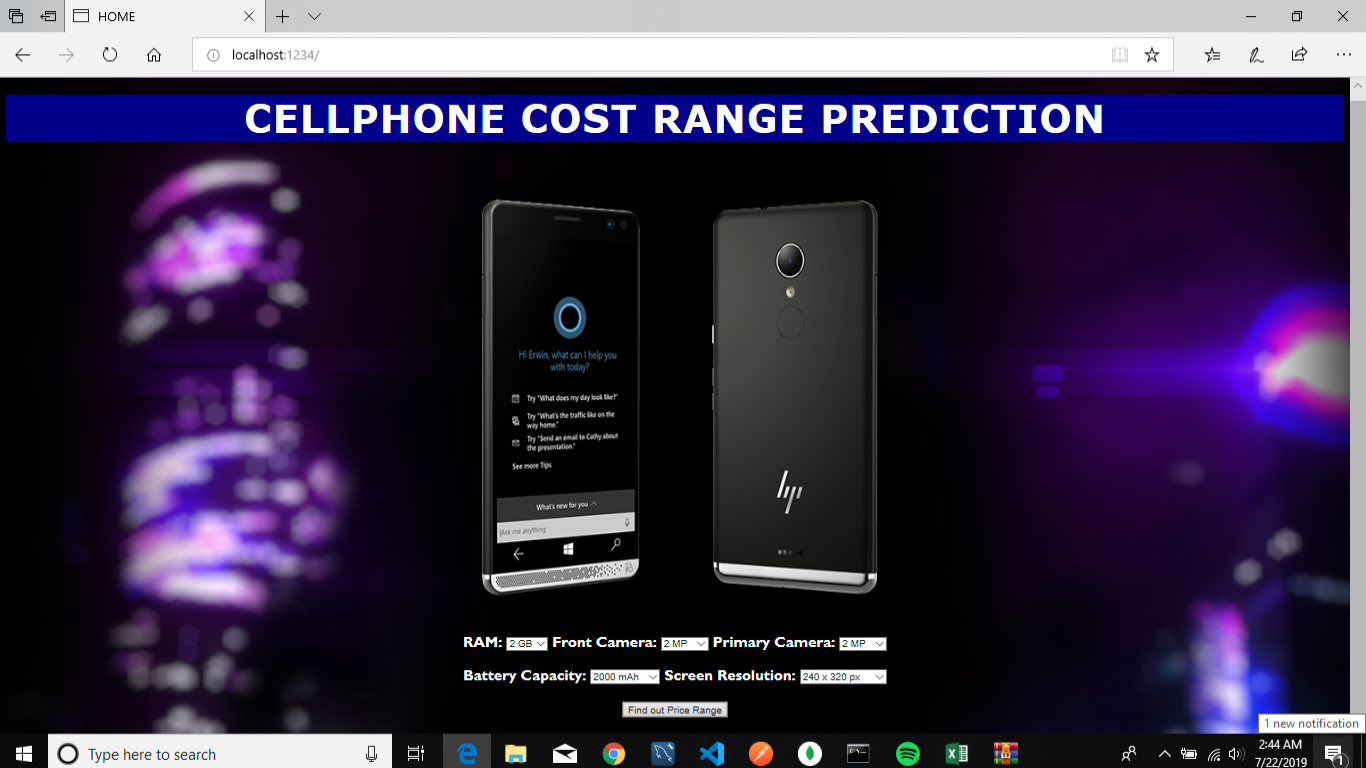 HOME
localhost:1234/
CELLPHONE COST RANGE PREDICTION
Hi Erwin, what can I help you
with today?
Try "What does my day look like?"
Try "What's the traffic like on the
way home."
Try "Send an email to Cathy about
the presentation."
See more Tips
What's new for you
Ask me anything
hp
RAM: 2 GB Front Camera: 2 MP Primary Camera: 2 MP
Battery Capacity: 2000 mAh Screen Resolution: 240 x 320 px
Find out Price Range
1 new notification
Type here to search
2:44 AM
7/22/2019
1